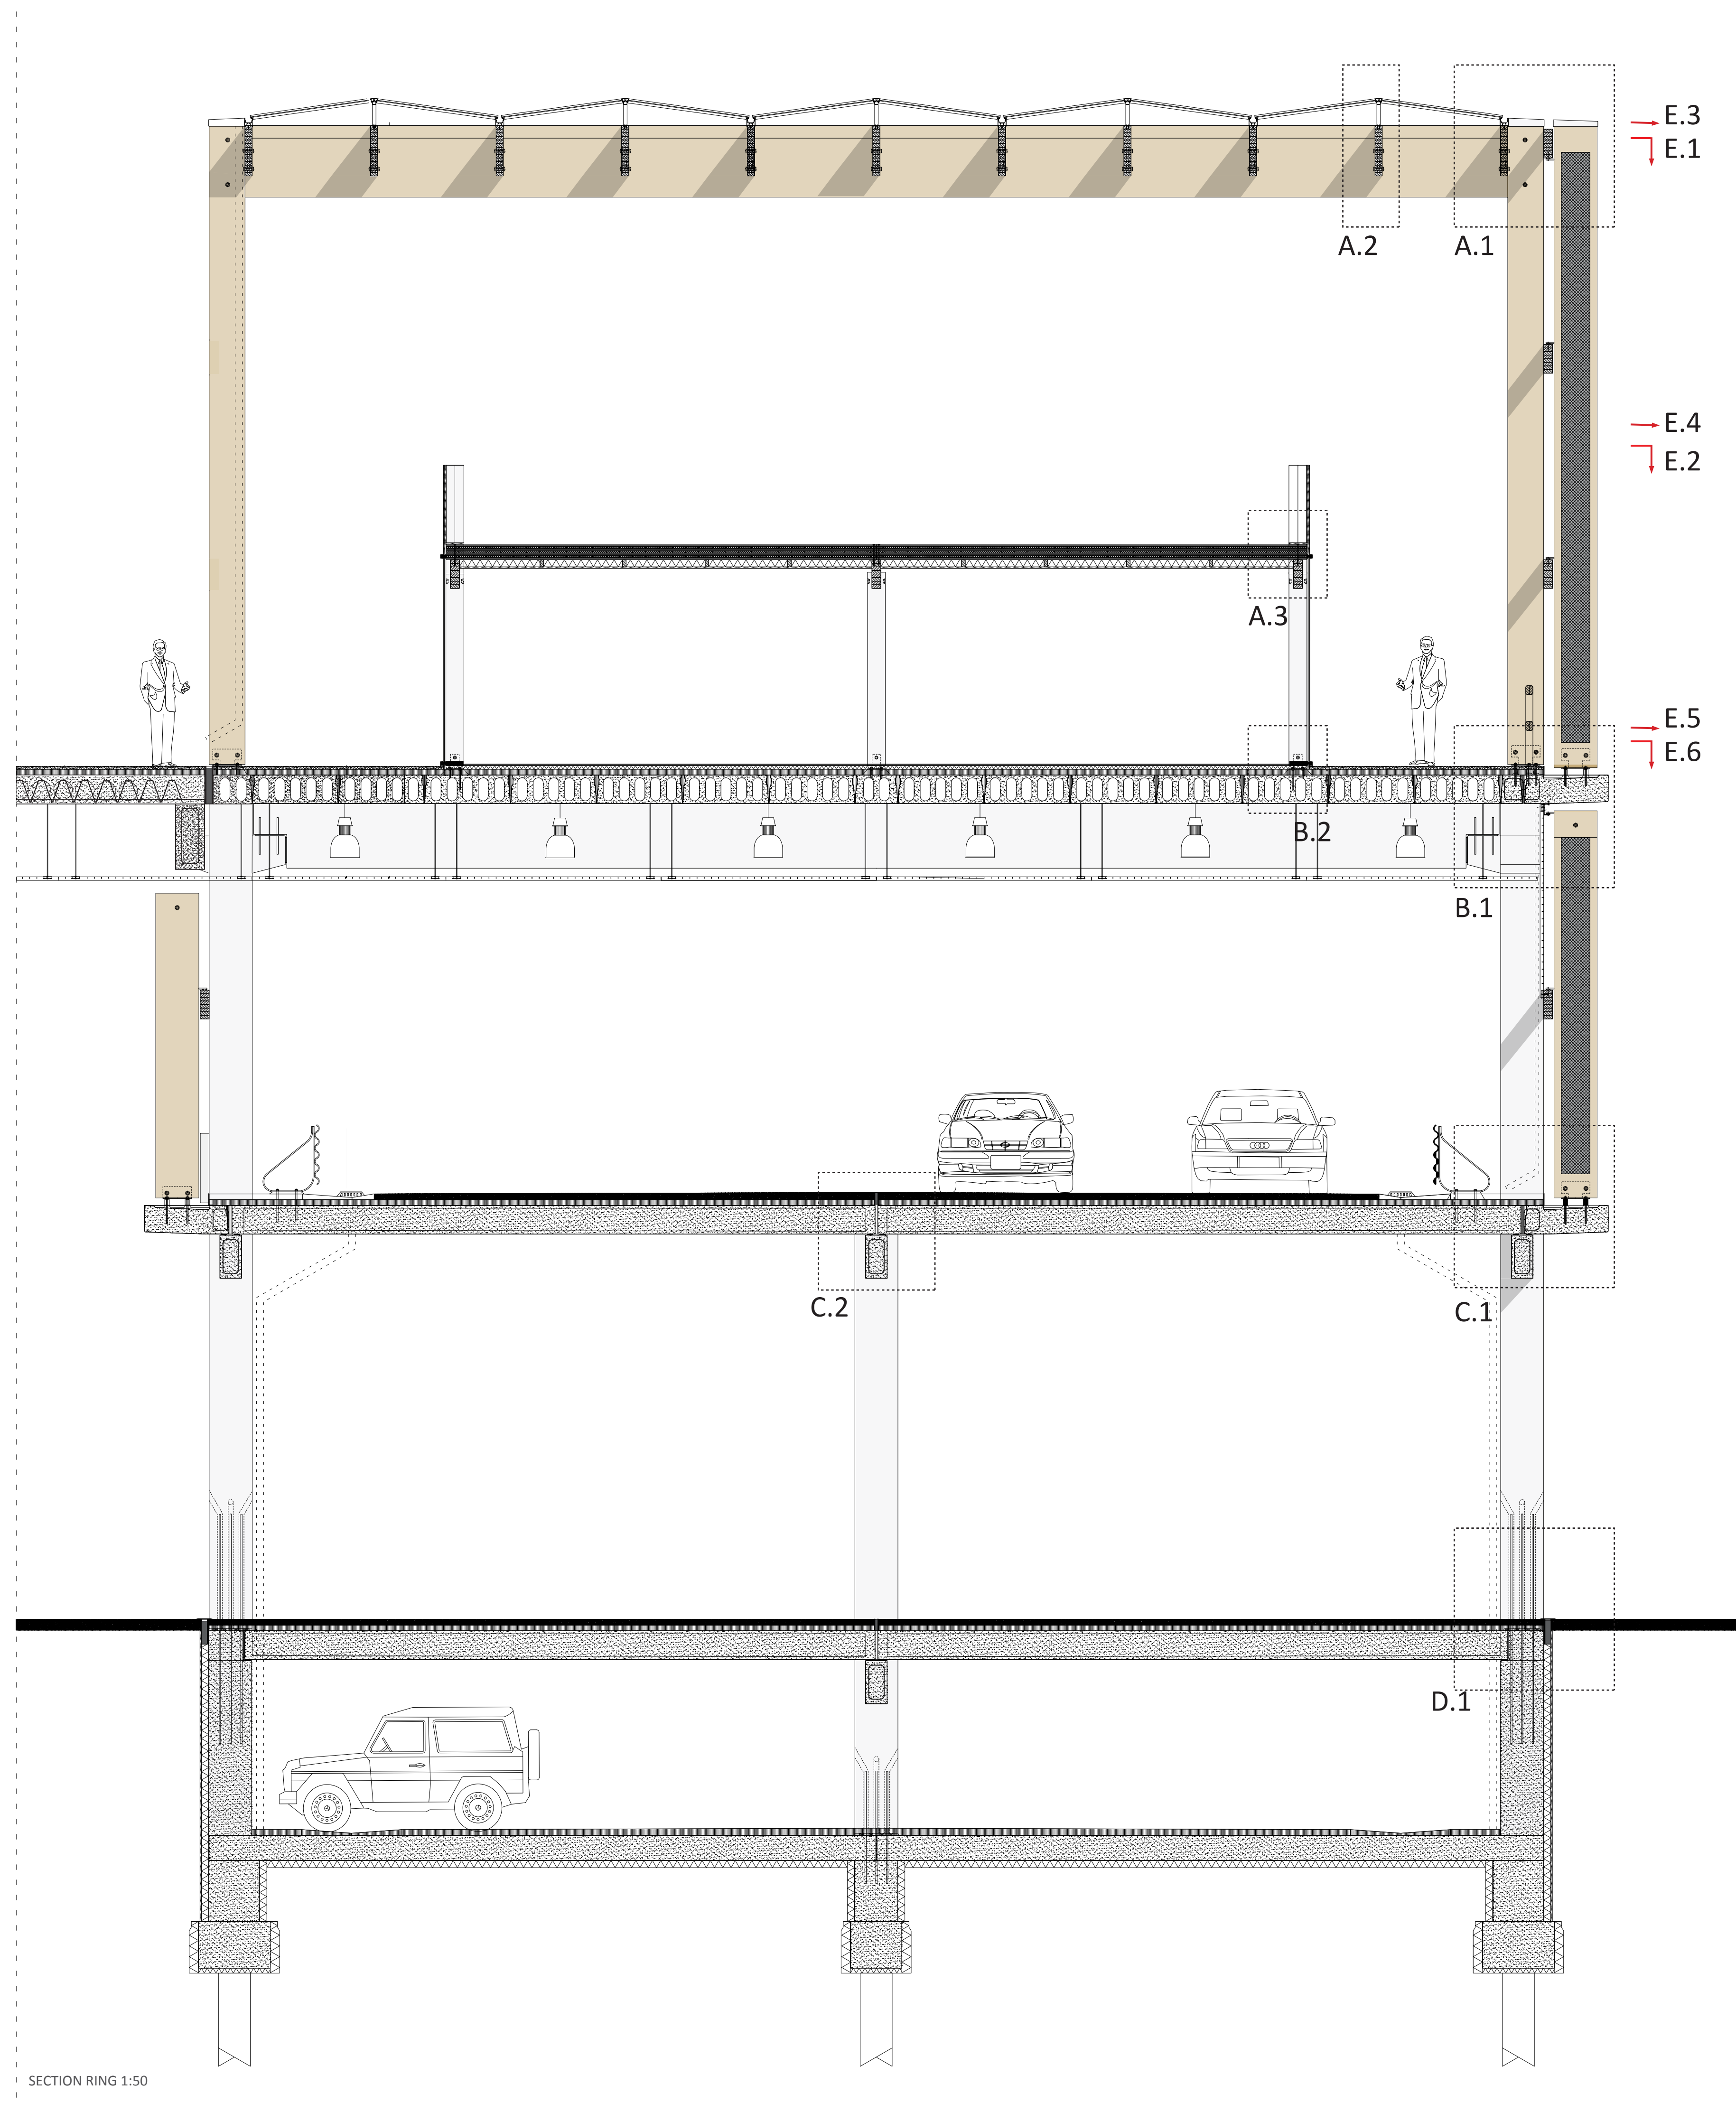 E.3
E.1
A.2
A.1
E.4
E.2
A.3
E.5
E.6
B.2
B.1
C.2
C.1
D.1
SECTION RING 1:50